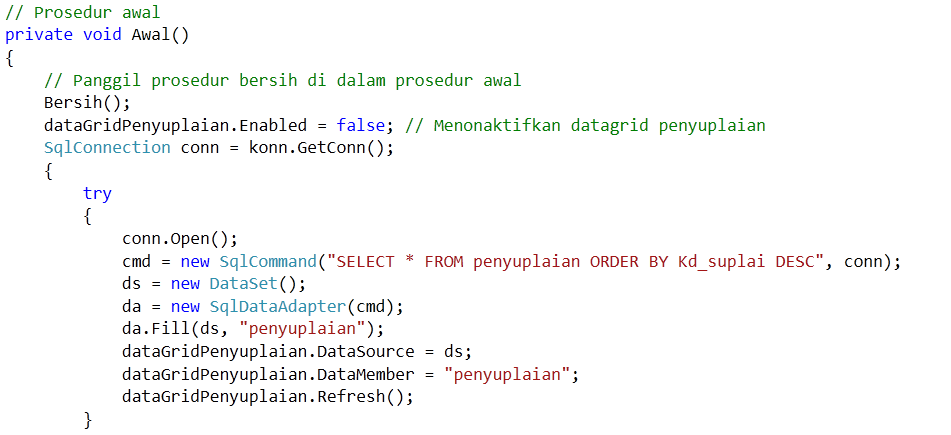 // Prosedur awal
private void Awal()
{
    // Panggil prosedur bersih di dalam prosedur awal
    Bersih();
    dataGridPenyuplaian.Enabled = false; // Menonaktifkan datagrid penyuplaian
    SqlConnection conn = konn.GetConn();
    {
        try
        {
            conn.Open();
            cmd = new SqlCommand("SELECT * FROM penyuplaian ORDER BY Kd_suplai DESC", conn);
            ds = new DataSet();
            da = new SqlDataAdapter(cmd);
            da.Fill(ds, "penyuplaian");
            dataGridPenyuplaian.DataSource = ds;
            dataGridPenyuplaian.DataMember = "penyuplaian";
            dataGridPenyuplaian.Refresh();
        }